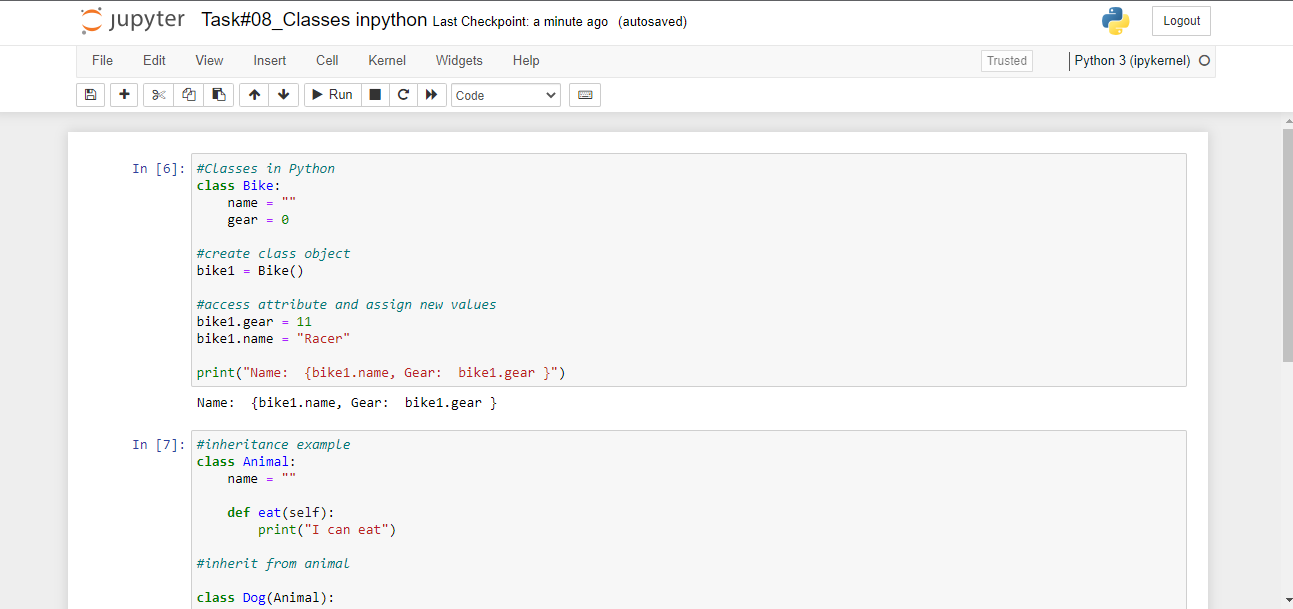 jupyter Task#08_Classes inpython Last Checkpoint: a minute ago (autosaved) Logout
File Edit View Insert Cell Kernel Widgets Help Trusted Python 3 (ipykernel)
Run Code
In [6]: #Classes in Python
class Bike:
    name = ""
    gear = 0
#create class object
bike1 = Bike()
#access attribute and assign new values
bike1.gear = 11
bike1.name = "Racer"
print("Name:  {bike1.name, Gear:  bike1.gear }")
Name:  {bike1.name, Gear:  bike1.gear }
In [7]: #inheritance example
class Animal:
    name = ""
    def eat(self):
        print("I can eat")
#inherit from animal
class Dog(Animal):